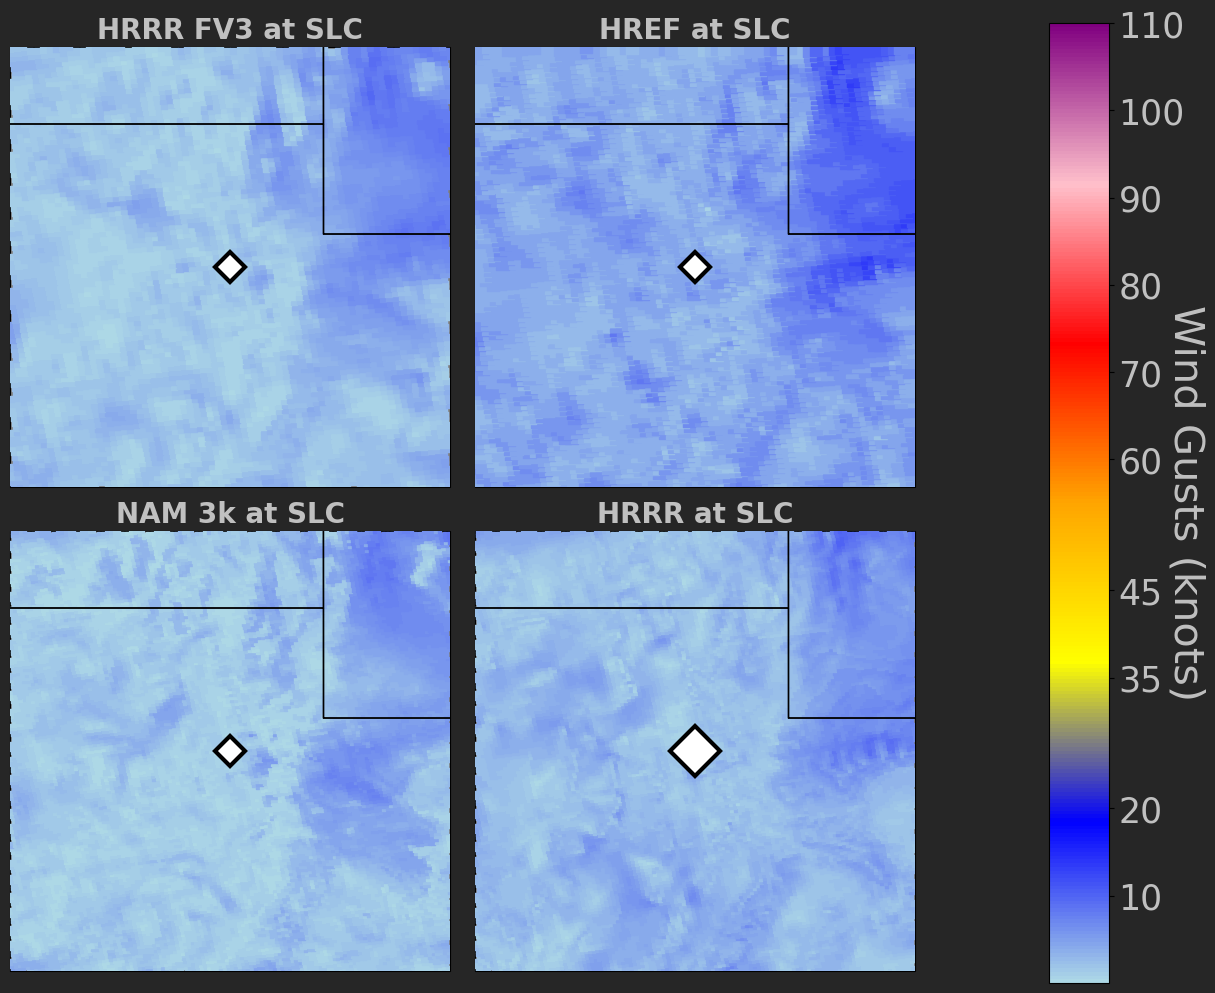 HRRR FV3 at SLC
HREF at SLC
NAM 3k at SLC
HRRR at SLC
110
100
90
80
70
60
45
35
20
10
Wind Gusts (knots)